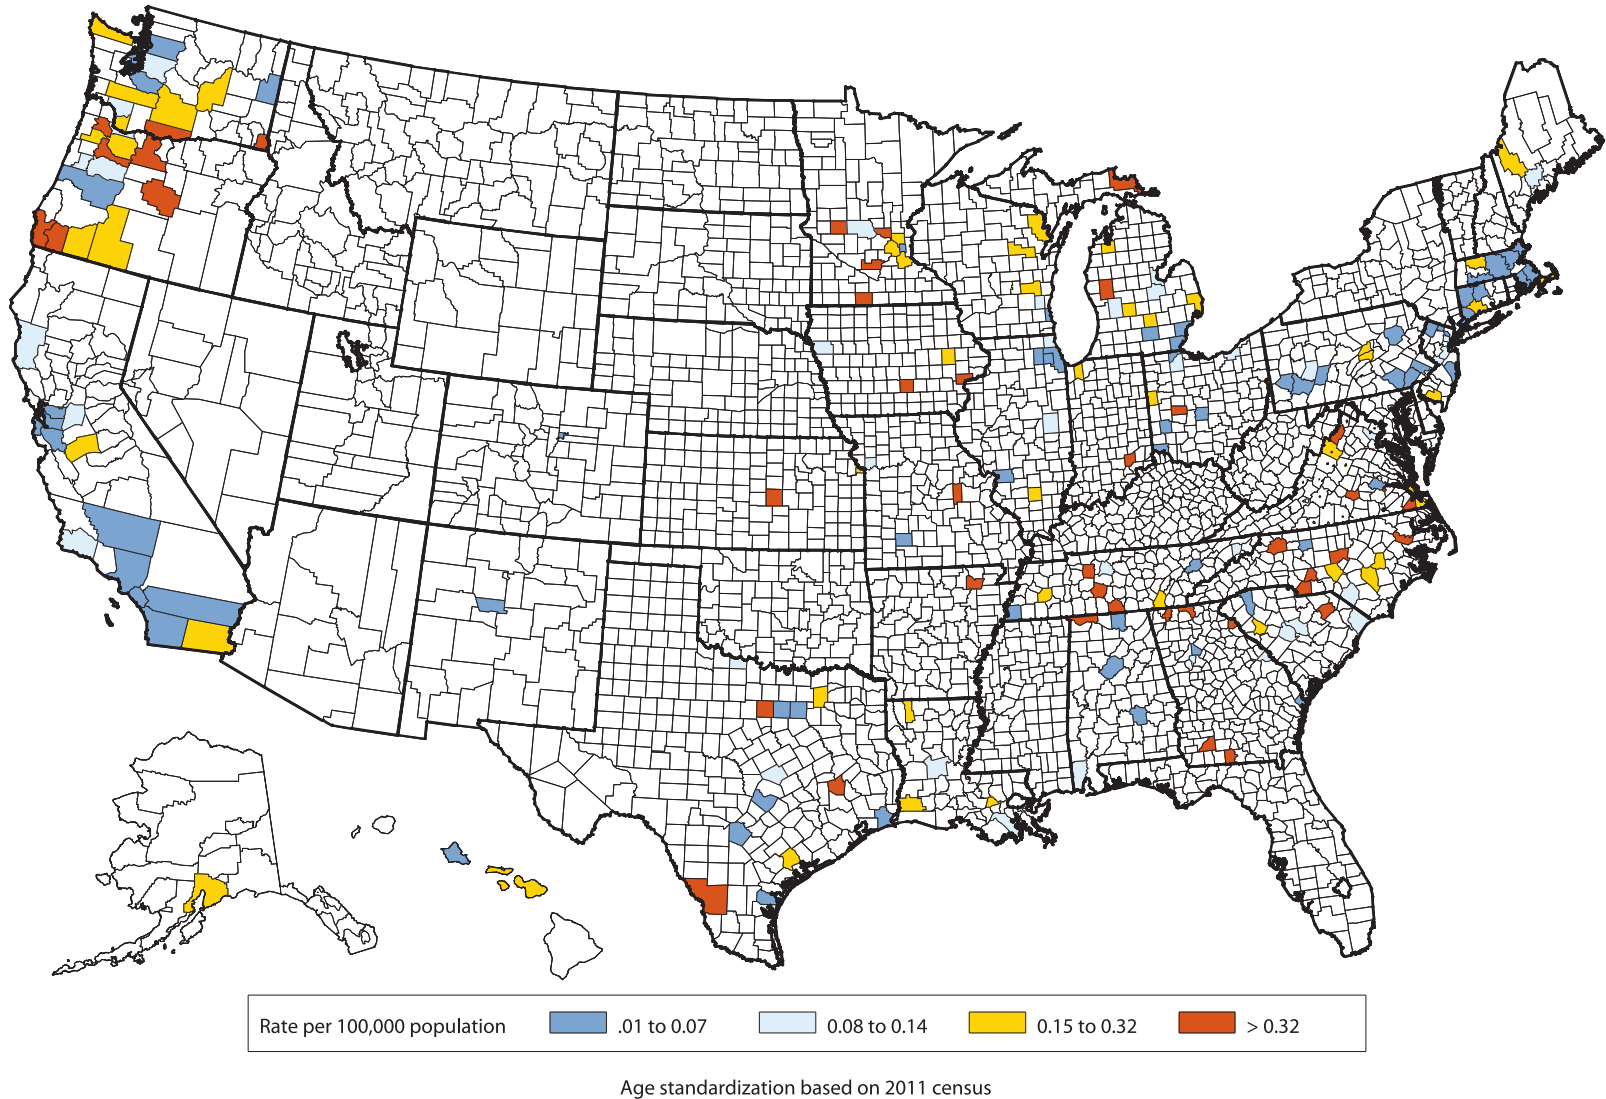 Rate per 100,000 population .01 to 0.07 0.08 to 0.14 0.15 to 0.32 > 0.32
Age standardization based on 2011 census